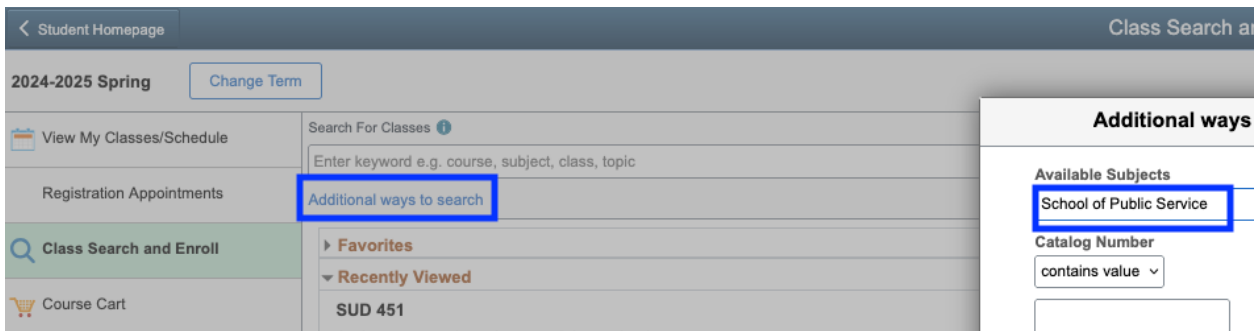 Student Homepage
Class Search
2024-2025 Spring
Change Term
View My Classes/Schedule
Registration Appointments
Class Search and Enroll
Course Cart
Search For Classes
Enter keyword e.g. course, subject, class, topic
Additional ways to search
Favorites
Recently Viewed
SUD 451
Additional ways
Available Subjects
School of Public Service
Catalog Number
contains value